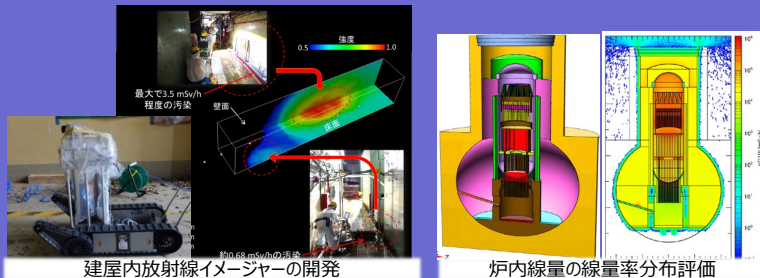 強度
0.5
1.0
最大で3.5 mSv/h
程度の汚染
壁面
床面
約0.68 mSv/hの汚染
建屋内放射線イメージャーの開発
炉内線量の線量率分布評価